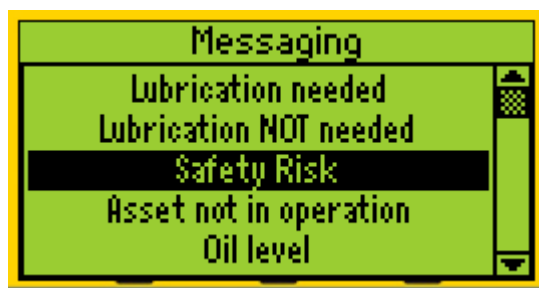 Messaging
Lubrication needed
Lubrication NOT needed
Safety Risk
Asset not in operation
Oil level